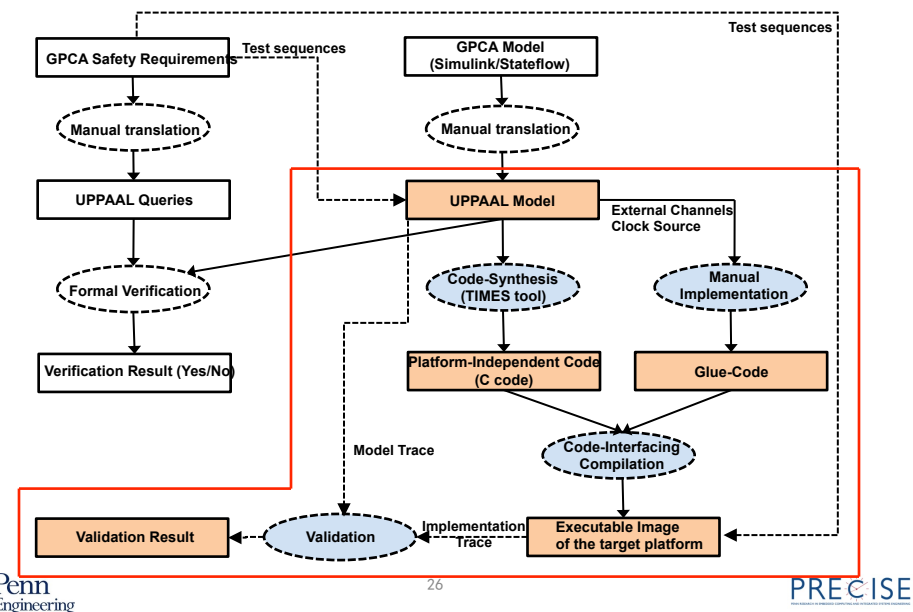 Test sequences
GPCA Safety Requirements
Test sequences
GPCA Model
(Simulink/Stateflow)
Manual translation
Manual translation
UPPAAL Queries
UPPAAL Model
External Channels
Clock Source
Formal Verification
Code-Synthesis
(TIMES tool)
Manual
Implementation
Verification Result (Yes/No)
Platform-Independent Code
(C code)
Glue-Code
Model Trace
Code-Interfacing
Compilation
Validation Result
Validation
Implementation
Trace
Executable Image
of the target platform
Penn
Engineering
26
PRECISE